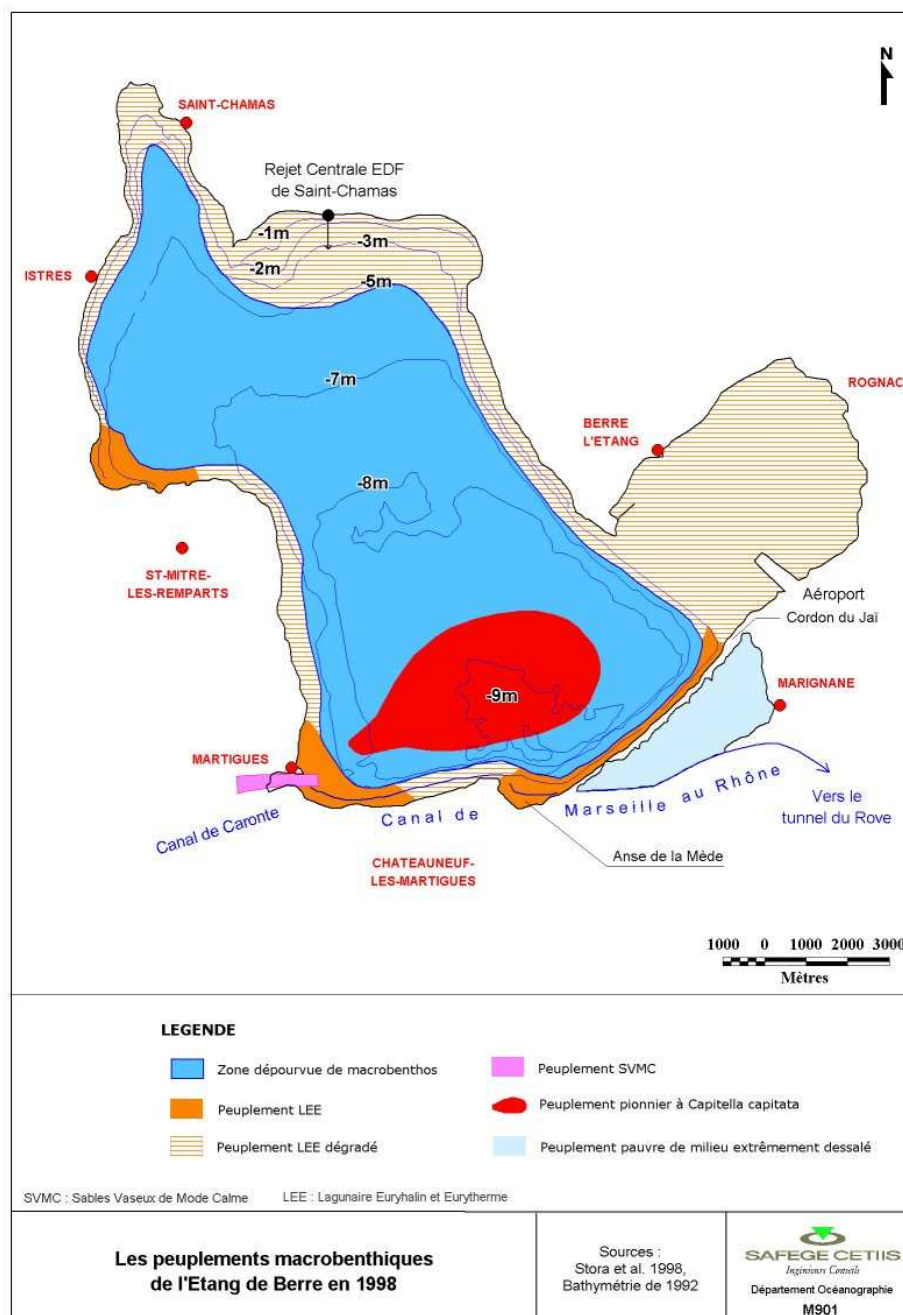 N
SAINT-CHAMAS
Rejet Centrale EDF
de Saint-Chamas
-1m
-3m
-2m
-5m
ISTRES
-7m
ROGNAC
BERRE
L'ETANG
-8m
ST-MITRE-
LES-REMPARTS
Aéroport
Cordon du Jaï
-9m
MARIGNANE
MARTIGUES
Canal de Caronte
Canal de Marseille au Rhône
Vers le
tunnel du Rove
Anse de la Mède
CHATEAUNEUF-
LES-MARTIGUES
1000 0 1000 2000 3000
Mètres
LEGENDE
Zone dépourvue de macrobenthos
Peuplement LEE
Peuplement LEE dégradé
Peuplement SVMC
Peuplement pionnier à Capitella capitata
Peuplement pauvre de milieu extrêmement dessalé
SVMC : Sables Vaseux de Mode Calme
LEE : Lagunaire Euryhalin et Eurytherme
Les peuplements macrobenthiques
de l'Etang de Berre en 1998
Sources :
Stora et al. 1998,
Bathymétrie de 1992
SAFEGE CETIIS
Ingénieurs Conseils
Département Océanographie
M901